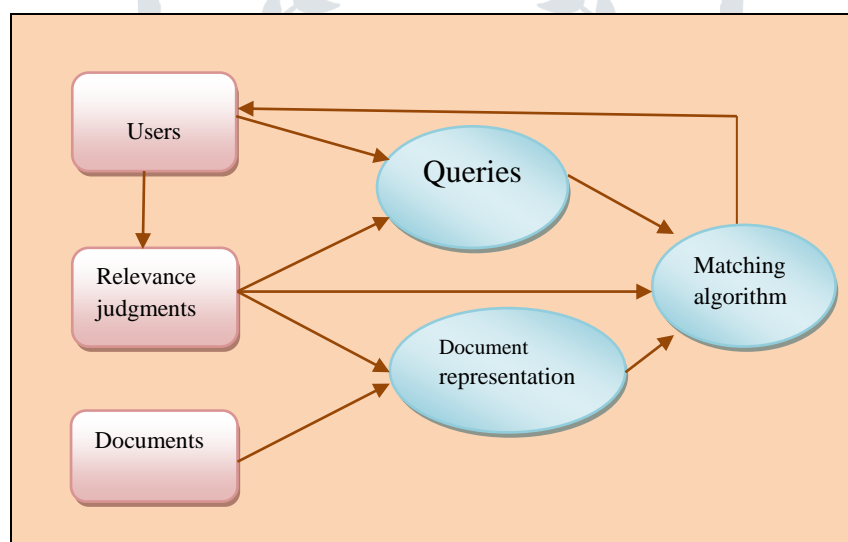 Users
Queries
Relevance
judgments
Matching
algorithm
Document
representation
Documents